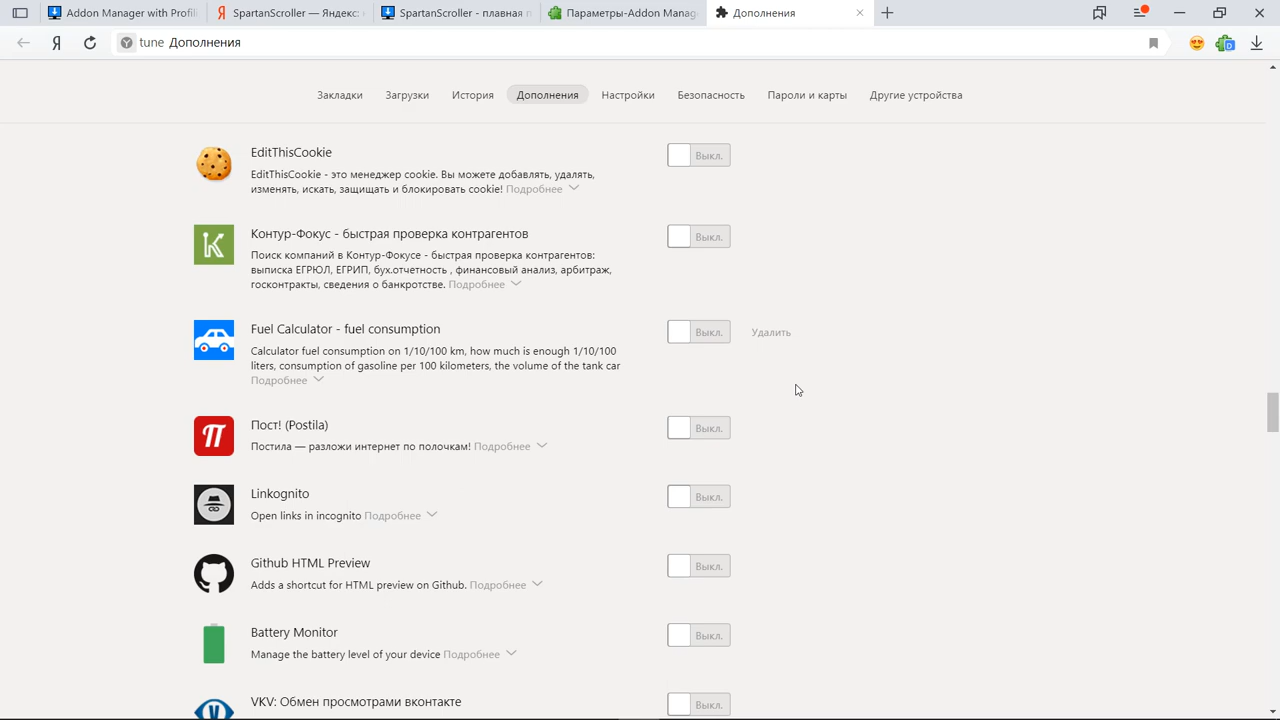 Addon Manager with Profil
SpartanScroller — Яндекс:
SpartanScroller - плавная п
Параметры-Addon Manag
Дополнения
tune Дополнения
Закладки Загрузки История Дополнения Настройки Безопасность Пароли и карты Другие устройства
EditThisCookie
Выкл.
EditThisCookie - это менеджер cookie. Вы можете добавлять, удалять,
изменять, искать, защищать и блокировать cookie! Подробнее
Контур-Фокус - быстрая проверка контрагентов
Выкл.
Поиск компаний в Контур-Фокусе - быстрая проверка контрагентов:
выписка ЕГРЮЛ, ЕГРИП, бух.отчетность , финансовый анализ, арбитраж,
госконтракты, сведения о банкротстве. Подробнее
Fuel Calculator - fuel consumption
Выкл. Удалить
Calculator fuel consumption on 1/10/100 km, how much is enough 1/10/100
liters, consumption of gasoline per 100 kilometers, the volume of the tank car
Подробнее
Пост! (Postila)
Выкл.
Постила — разложи интернет по полочкам! Подробнее
Linkognito
Выкл.
Open links in incognito Подробнее
Github HTML Preview
Выкл.
Adds a shortcut for HTML preview on Github. Подробнее
Battery Monitor
Выкл.
Manage the battery level of your device Подробнее
VKV: Обмен просмотрами вконтакте
Выкл.